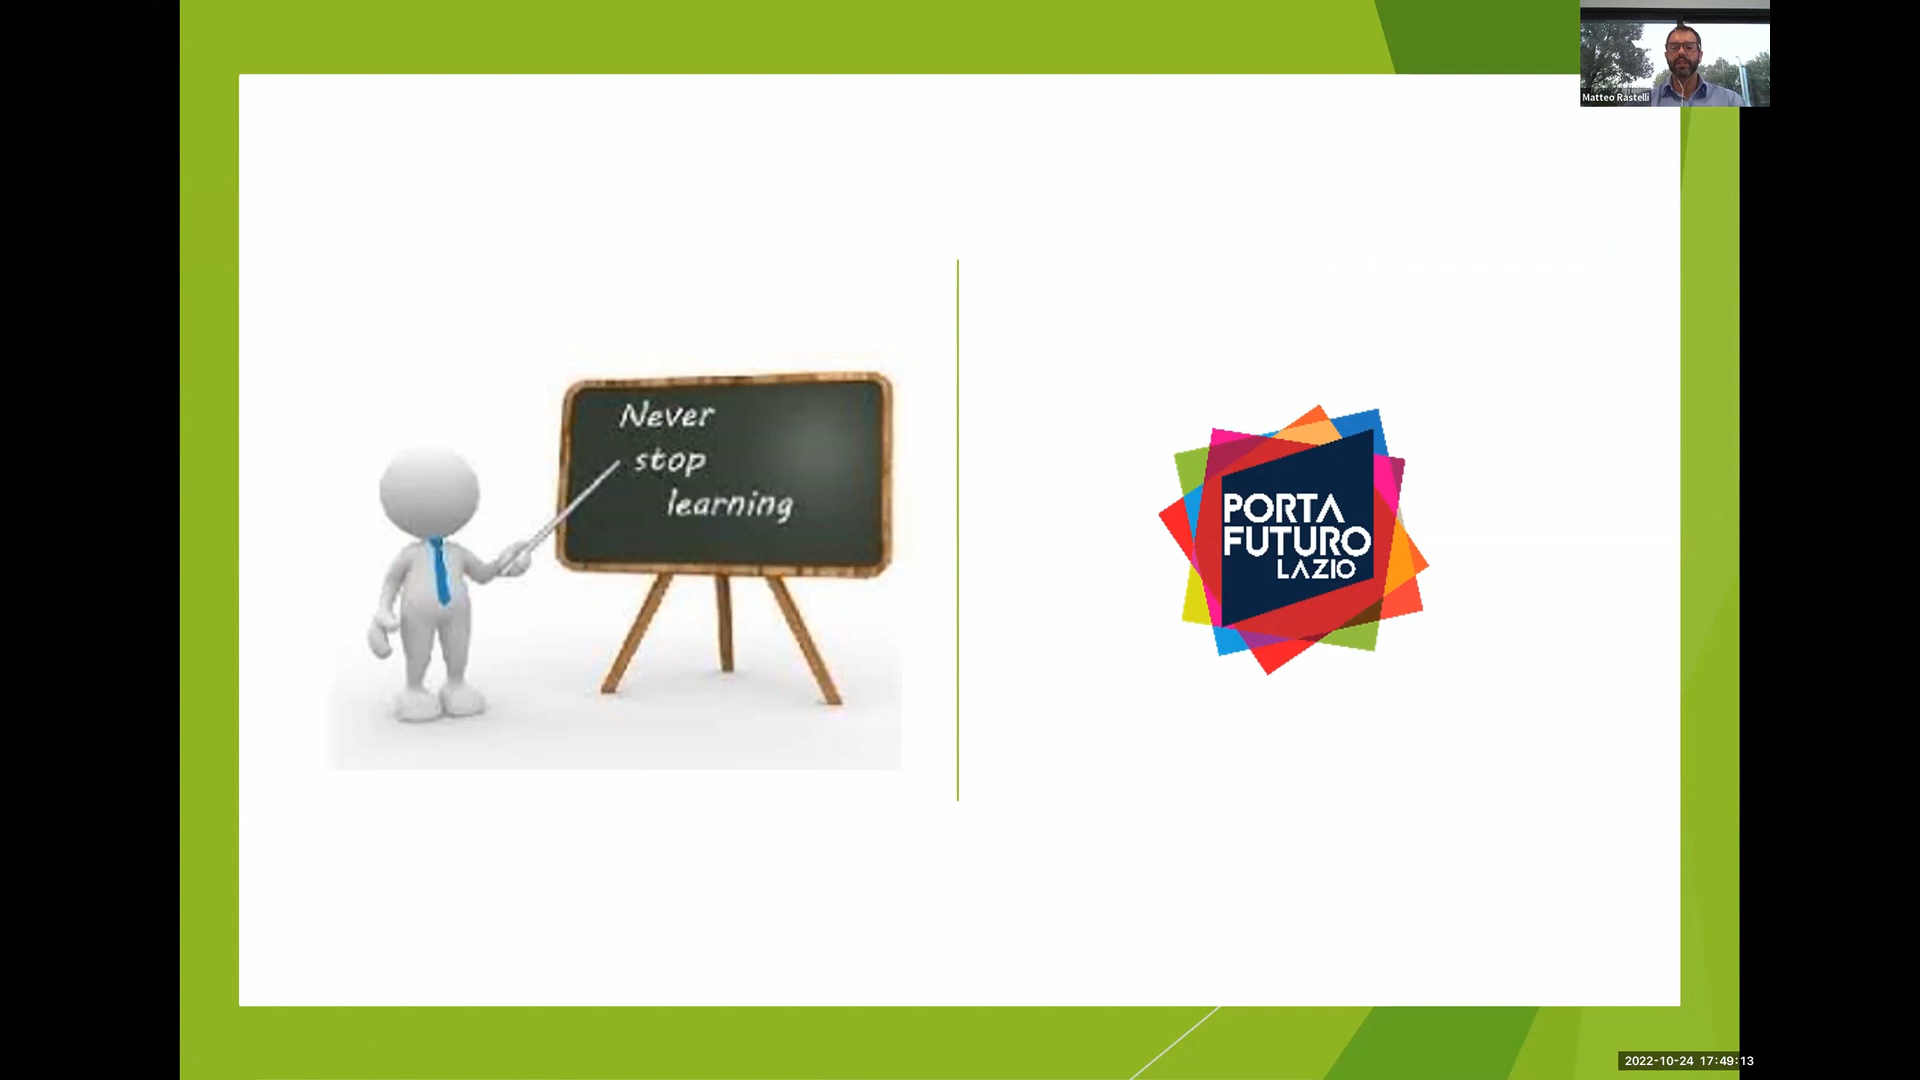 Matteo Rastelli
Never
stop
learning
PORTA
FUTURO
LAZIO
2022-10-24 17:49:13